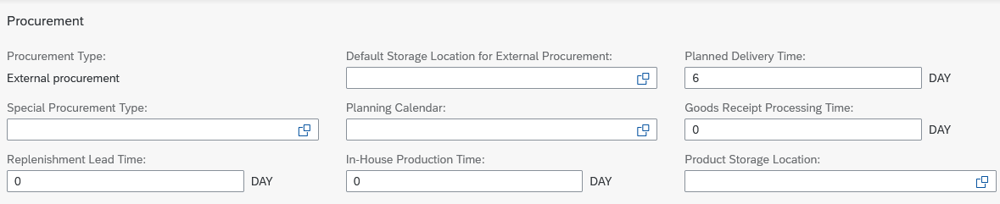 Procurement
Procurement Type:
External procurement
Default Storage Location for External Procurement:
Planned Delivery Time:
6 DAY
Special Procurement Type:
Planning Calendar:
Goods Receipt Processing Time:
0 DAY
Replenishment Lead Time:
0 DAY
In-House Production Time:
0 DAY
Product Storage Location: